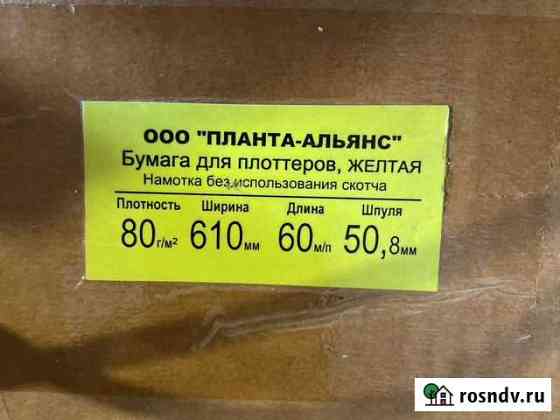 ООО "ПЛАНТА-АЛЬЯНС"
Бумага для плоттеров, ЖЕЛТАЯ
Намотка без использования скотча
Плотность Ширина Длина Шпуля
80г/м² 610мм 60м/п 50,8мм
rosndv.ru